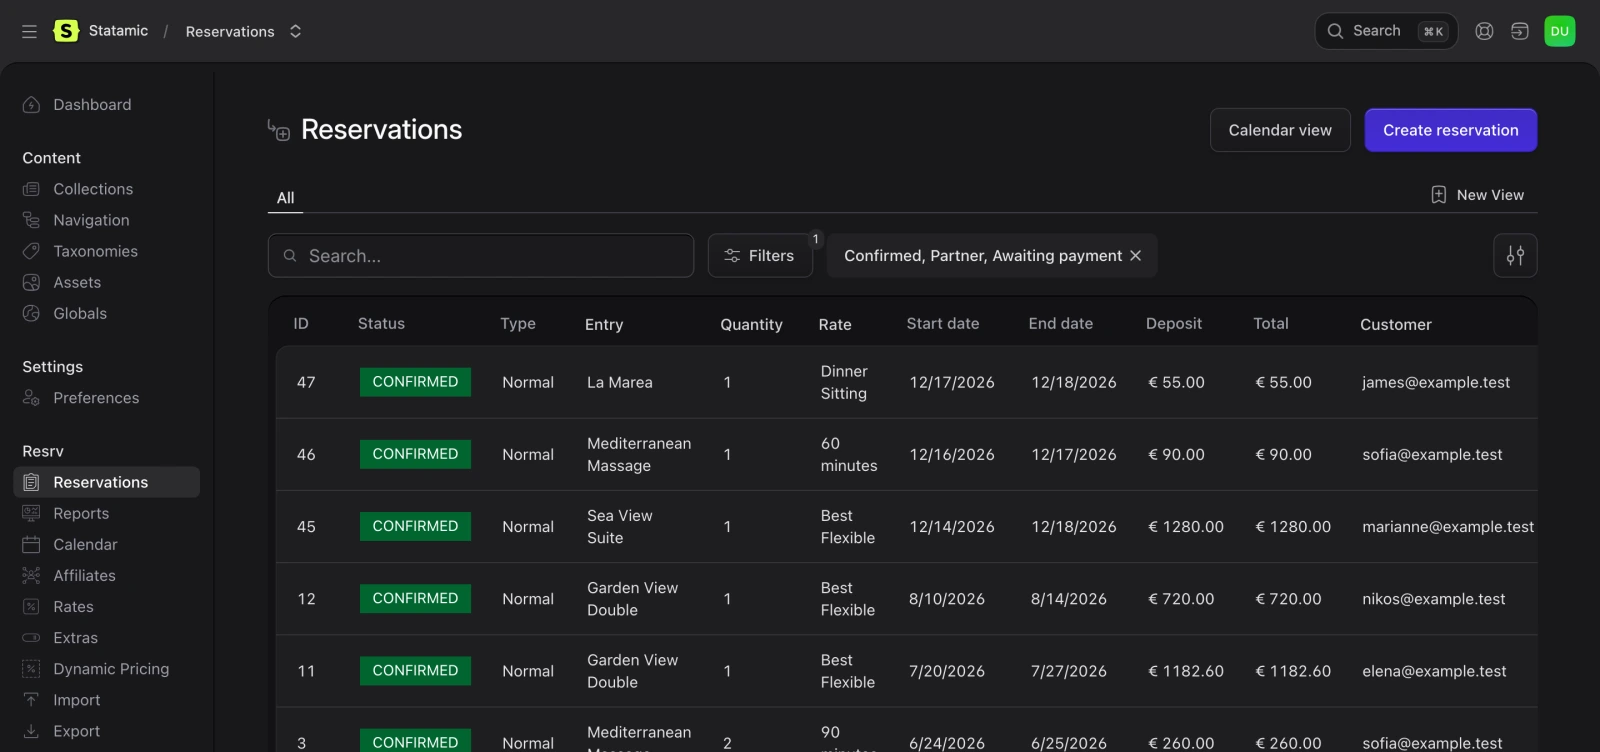 Statamic / Reservations
Search ⌘K
DU
Dashboard
Content
Collections
Navigation
Taxonomies
Assets
Globals
Settings
Preferences
Resrv
Reservations
Reports
Calendar
Affiliates
Rates
Extras
Dynamic Pricing
Import
Export
Reservations
Calendar view
Create reservation
All
New View
Search...
Filters 1
Confirmed, Partner, Awaiting payment
ID Status Type Entry Quantity Rate Start date End date Deposit Total Customer
47 CONFIRMED Normal La Marea 1 Dinner Sitting 12/17/2026 12/18/2026 € 55.00 € 55.00 james@example.test
46 CONFIRMED Normal Mediterranean Massage 1 60 minutes 12/16/2026 12/17/2026 € 90.00 € 90.00 sofia@example.test
45 CONFIRMED Normal Sea View Suite 1 Best Flexible 12/14/2026 12/18/2026 € 1280.00 € 1280.00 marianne@example.test
12 CONFIRMED Normal Garden View Double 1 Best Flexible 8/10/2026 8/14/2026 € 720.00 € 720.00 nikos@example.test
11 CONFIRMED Normal Garden View Double 1 Best Flexible 7/20/2026 7/27/2026 € 1182.60 € 1182.60 elena@example.test
3 CONFIRMED Normal Mediterranean 2 90 6/24/2026 6/25/2026 € 260.00 € 260.00 sofia@example.test